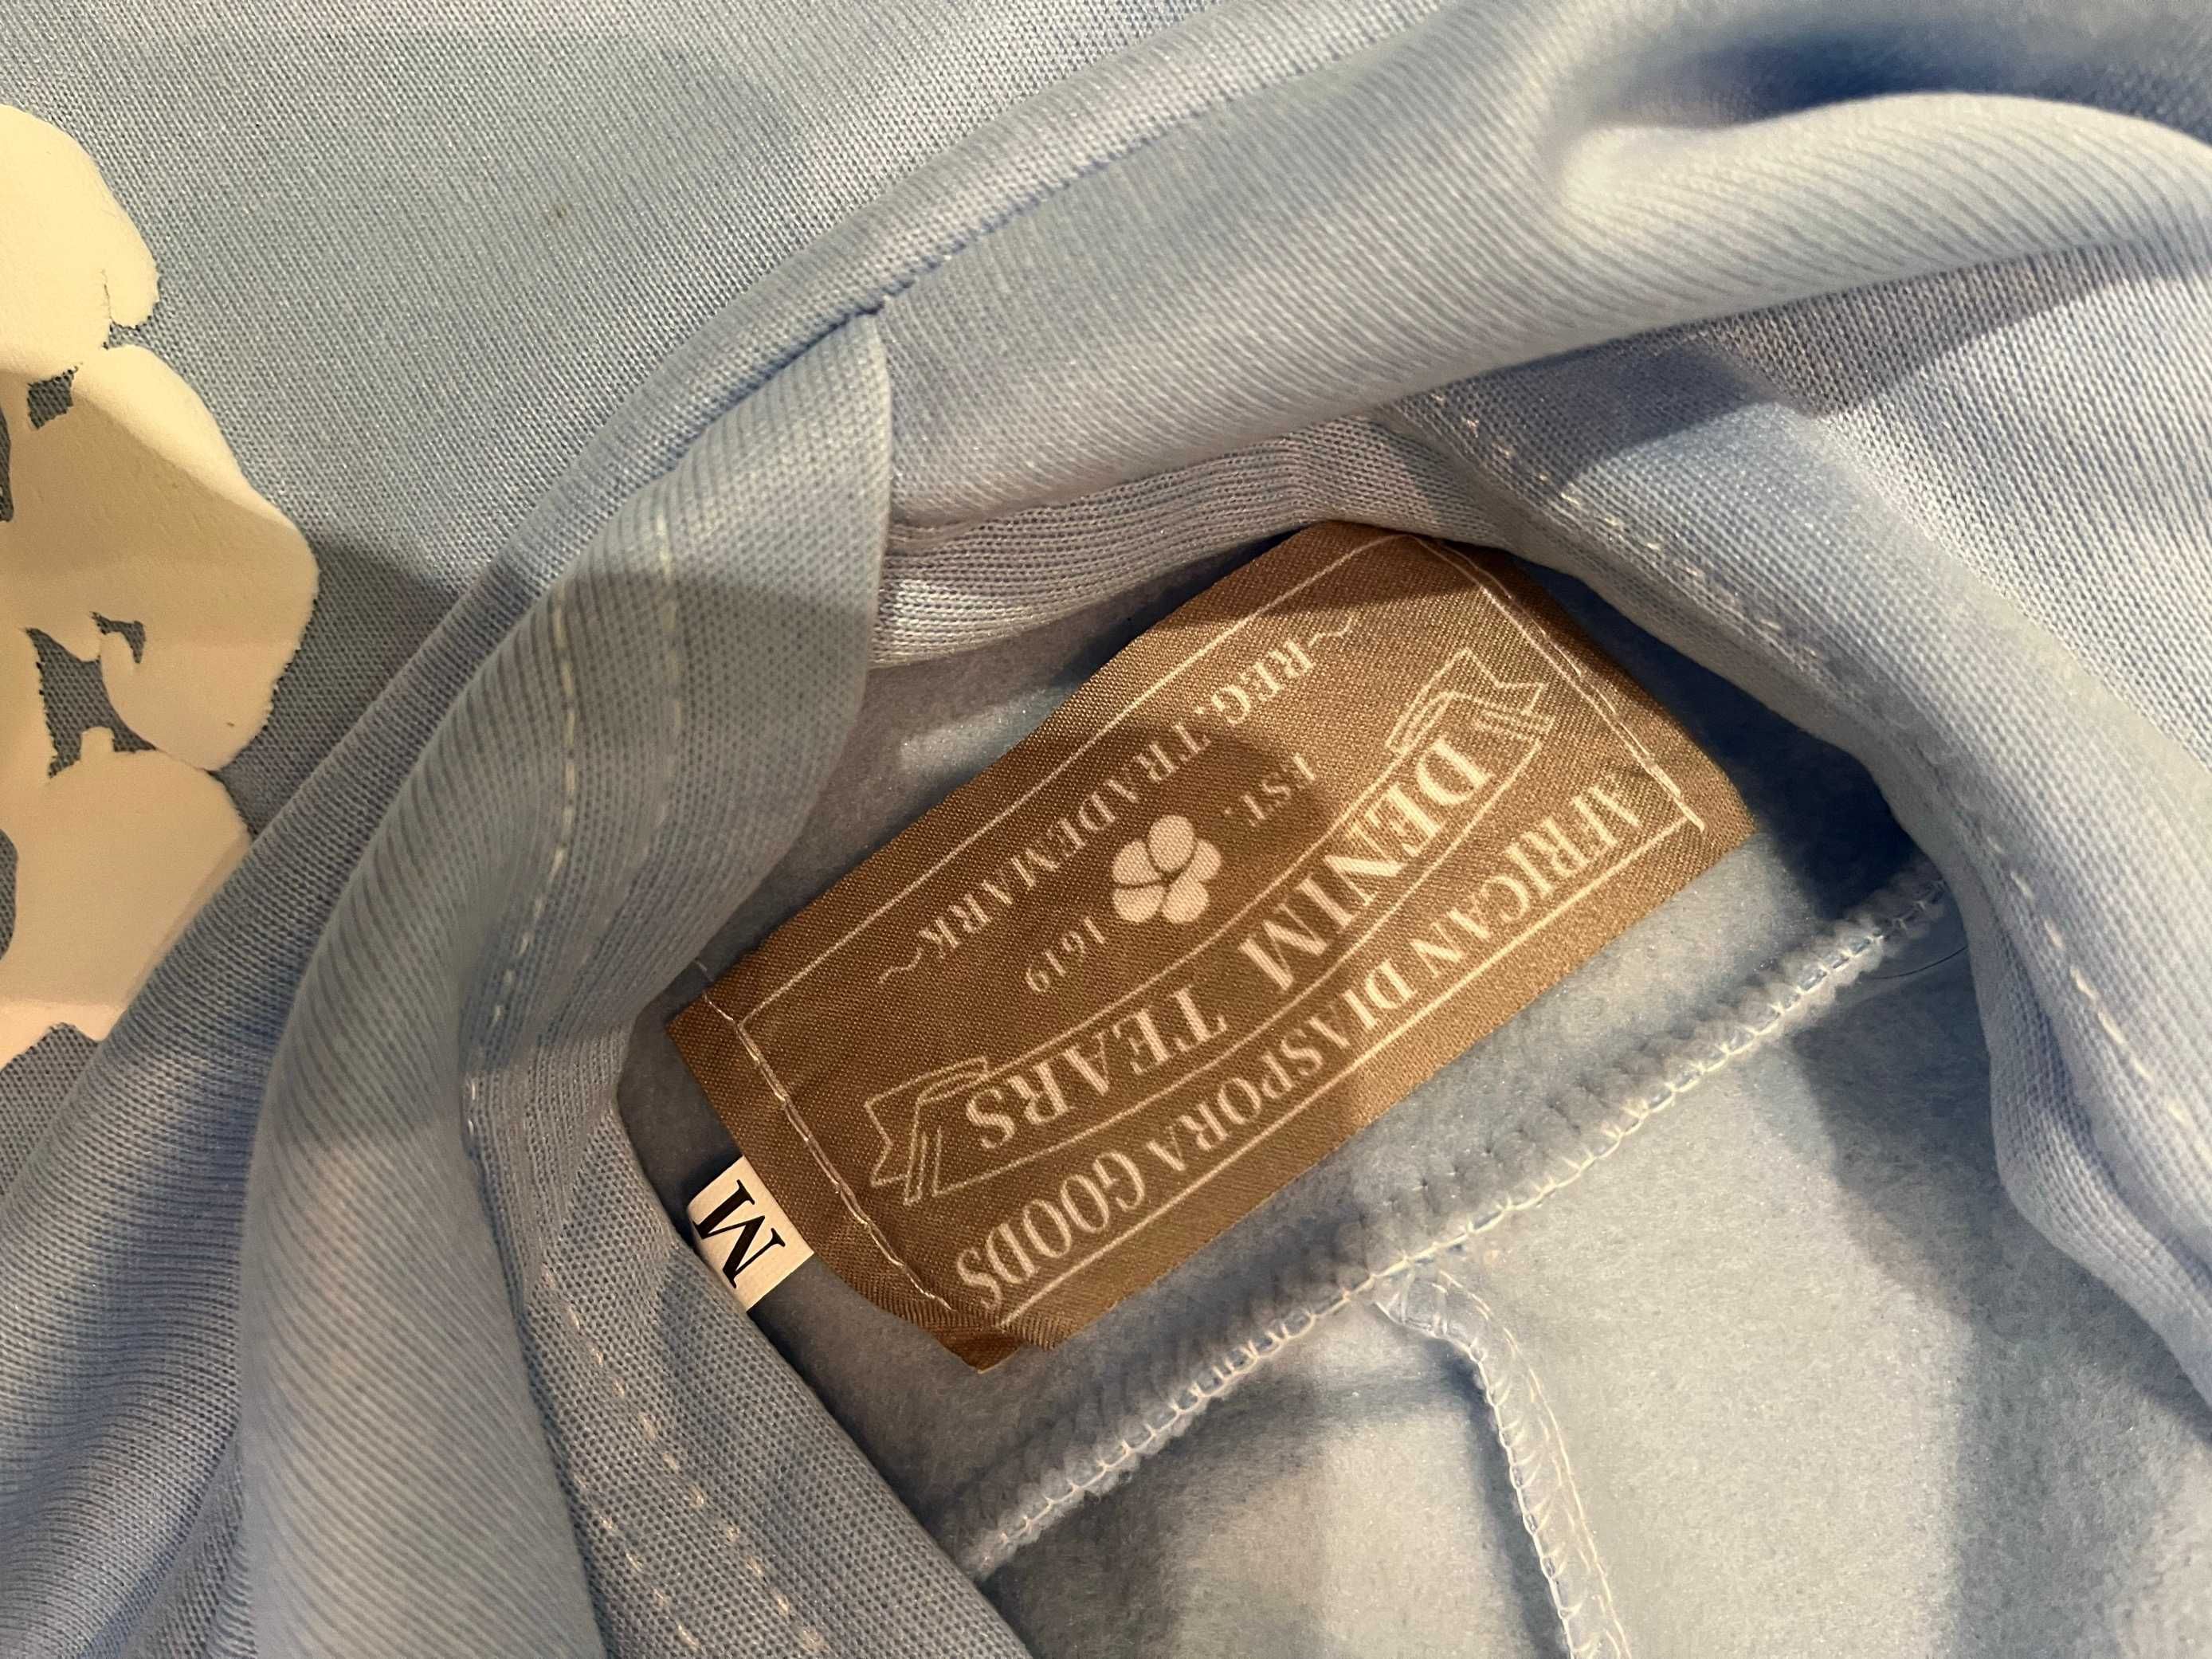 AFRICAN DIASPORA GOODS
DENIM TEARS
EST. 1619
~REG. TRADEMARK~
M